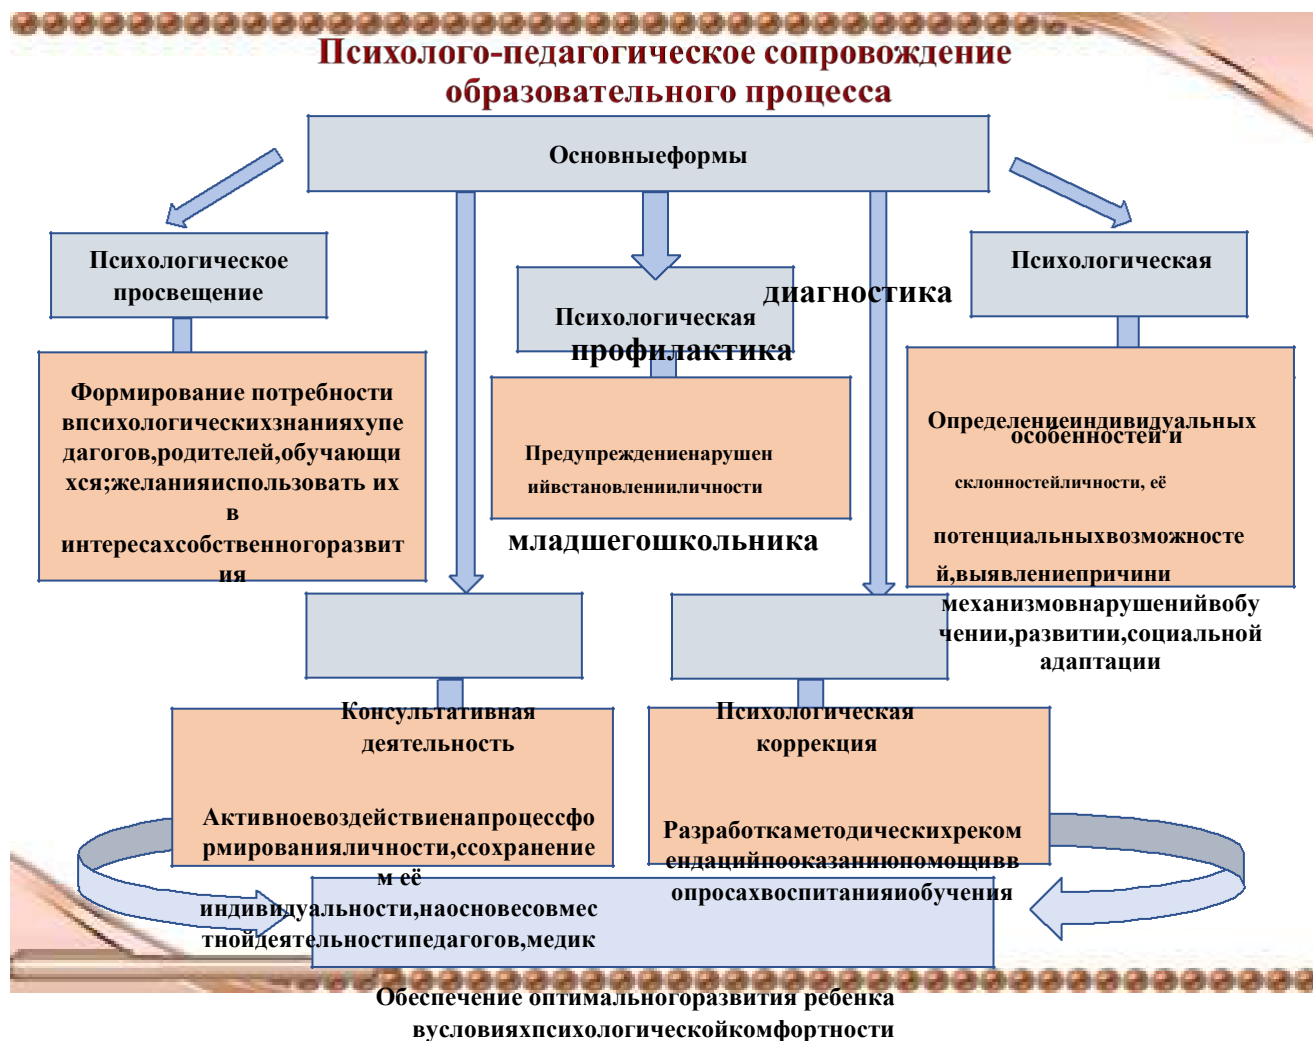 Психолого-педагогическое сопровождение
образовательного процесса
Основныеформы
Психологическое
просвещение
Формирование потребности
впсихологическихзнанияхупе
дагогов,родителей,обучающи
хся;желанияиспользовать их
в
интересахсобственногоразвит
ия
Психологическая
профилактика
Предупреждениенарушен
ийвстановленииличности
младшегошкольника
Психологическая
диагностика
Определениеиндивидуальных
особенностей и
склонностейличности, её
потенциальныхвозможносте
й,выявлениепричини
механизмовнарушенийвобу
чении,развитии,социальной
адаптации
Консультативная
деятельность
Активноевоздействиенапроцессфо
рмированияличности,ссохранение
м её
индивидуальности,наосновесовмес
тнойдеятельностипедагогов,медик
Психологическая
коррекция
Разработкаметодическихреком
ендацийпооказаниюпомощивв
опросахвоспитанияиобучения
Обеспечение оптимальногоразвития ребенка
вусловияхпсихологическойкомфортности